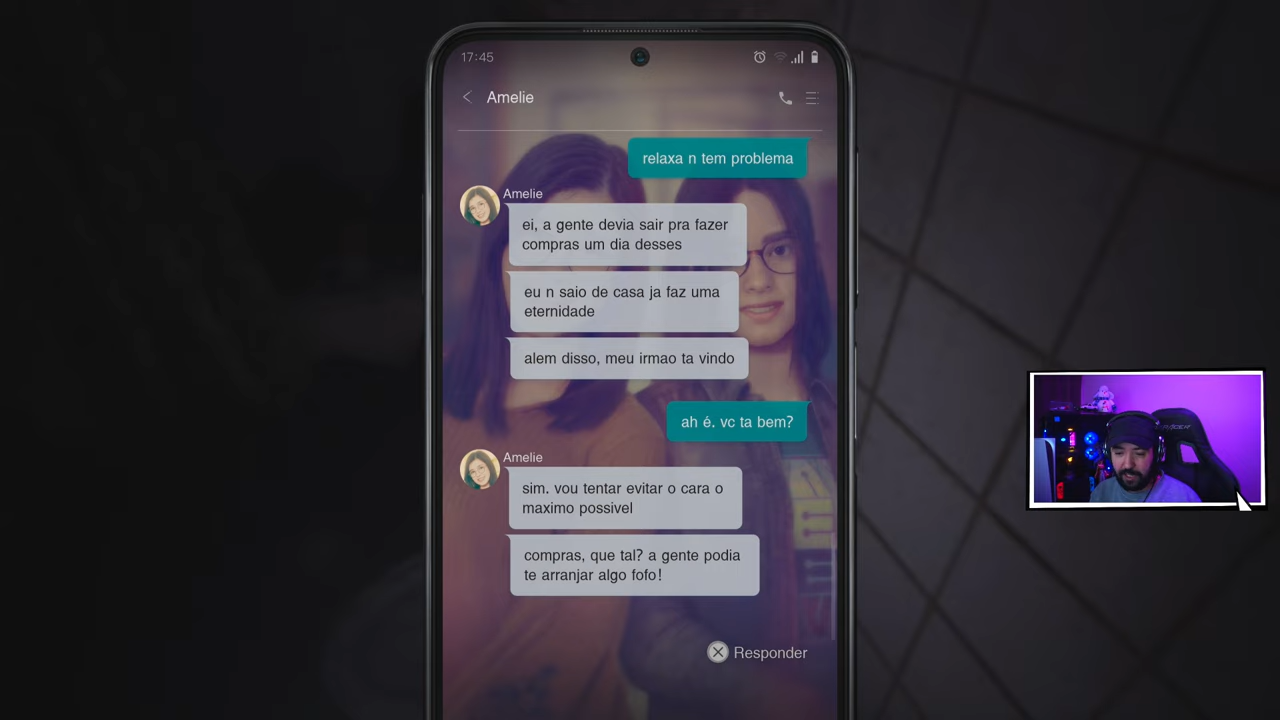 17:45
Amelie
relaxa n tem problema
Amelie
ei, a gente devia sair pra fazer
compras um dia desses
eu n saio de casa ja faz uma
eternidade
alem disso, meu irmao ta vindo
ah é. vc ta bem?
Amelie
sim. vou tentar evitar o cara o
maximo possivel
compras, que tal? a gente podia
te arranjar algo fofo!
Responder